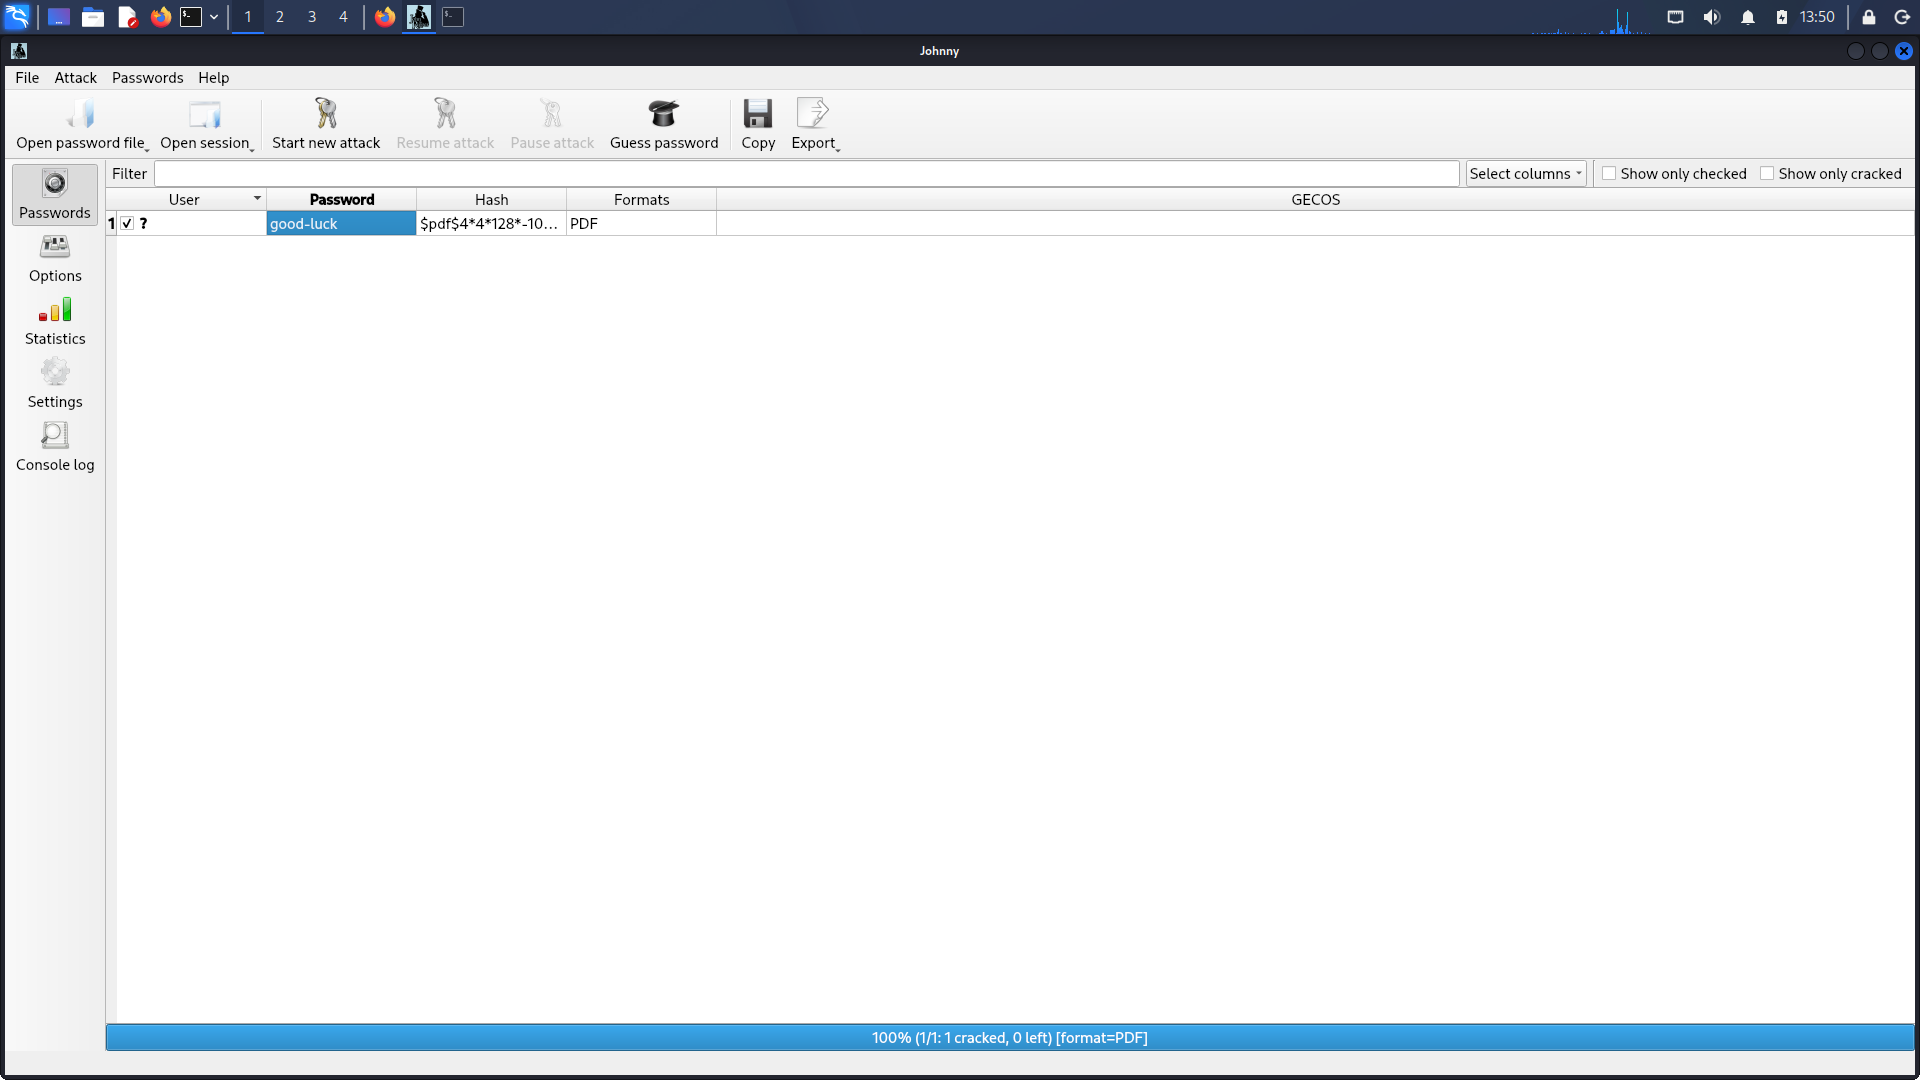 1 2 3 4 13:50
Johnny
File Attack Passwords Help
Open password file Open session Start new attack Resume attack Pause attack Guess password Copy Export
Passwords
Options
Statistics
Settings
Console log
Filter Select columns Show only checked Show only cracked
User Password Hash Formats GECOS
1 ? good-luck $pdf$4*4*128*-10... PDF
100% (1/1: 1 cracked, 0 left) [format=PDF]